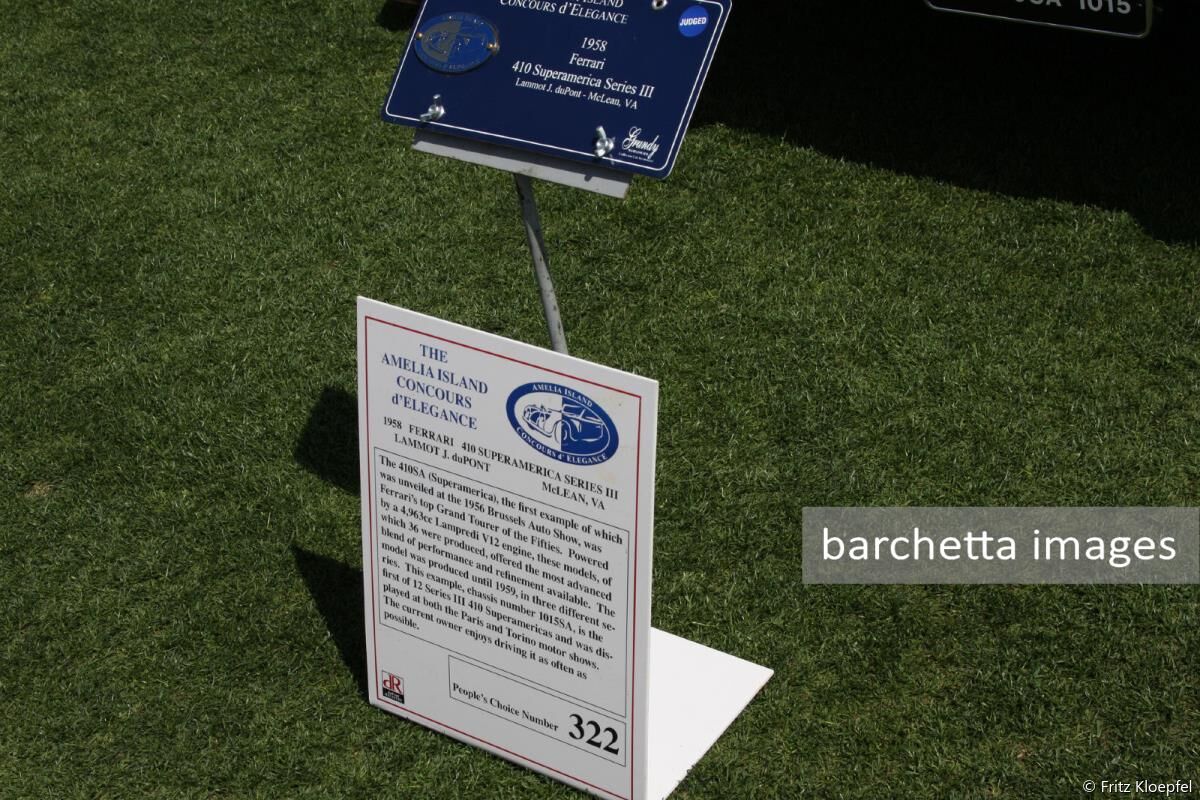 ISLAND
CONCOURS d'ELEGANCE
JUDGED
1958
Ferrari
410 Superamerica Series III
Lammot J. duPont - McLean, VA
Grundy
1015
THE
AMELIA ISLAND
CONCOURS
d'ELEGANCE
AMELIA ISLAND
CONCOURS d' ELEGANCE
1958 FERRARI 410 SUPERAMERICA SERIES III
LAMMOT J. duPONT McLEAN, VA
The 410SA (Superamerica), the first example of which
was unveiled at the 1956 Brussels Auto Show, was
Ferrari's top Grand Tourer of the Fifties. Powered
by a 4,963cc Lampredi V12 engine, these models, of
which 36 were produced, offered the most advanced
blend of performance and refinement available. The
model was produced until 1959, in three different se-
ries. This example, chassis number 1015SA, is the
first of 12 Series III 410 Superamericas and was dis-
played at both the Paris and Torino motor shows.
The current owner enjoys driving it as often as
possible.
dR
People's Choice Number 322
barchetta images
© Fritz Kloepfel